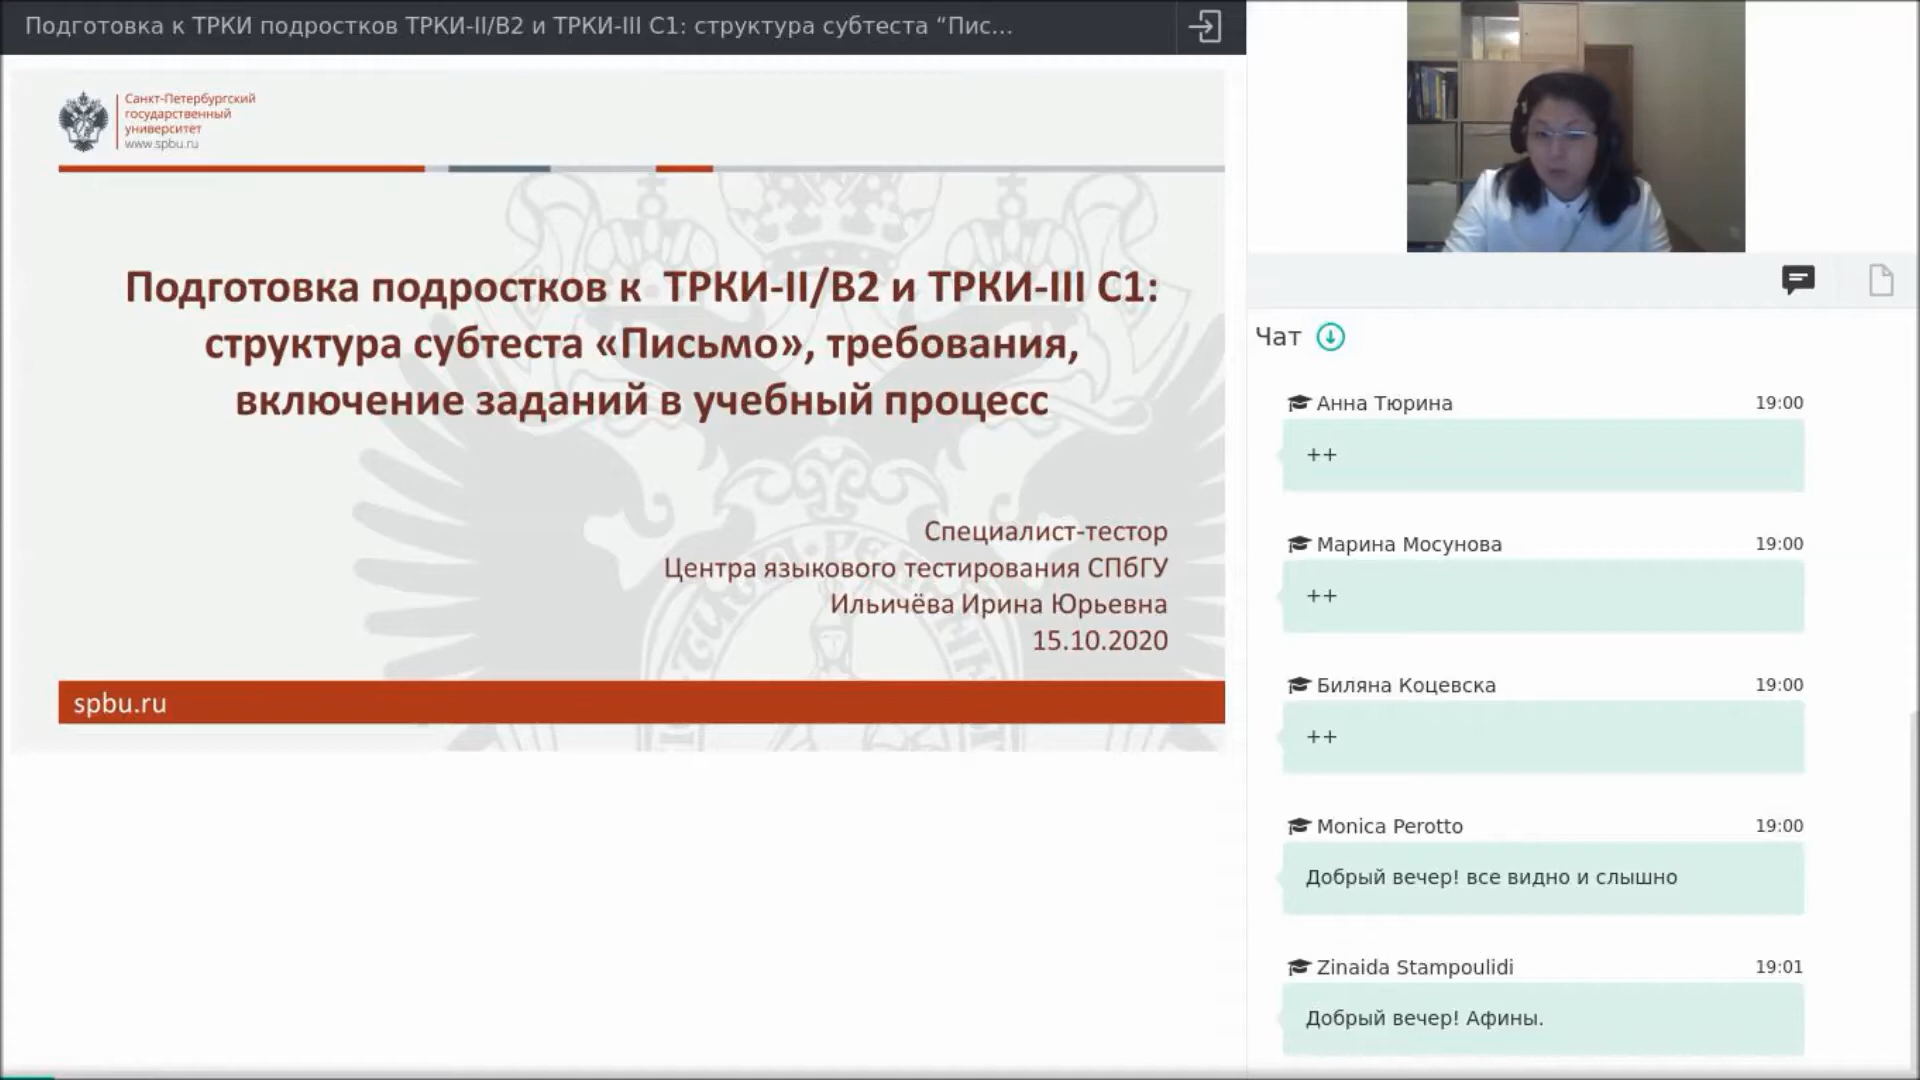 Подготовка к ТРКИ подростков ТРКИ-II/B2 и ТРКИ-III C1: структура субтеста “Пис...
Санкт-Петербургский
государственный
университет
www.spbu.ru
Подготовка подростков к ТРКИ-II/B2 и ТРКИ-III C1:
структура субтеста «Письмо», требования,
включение заданий в учебный процесс
Специалист-тестор
Центра языкового тестирования СПбГУ
Ильичёва Ирина Юрьевна
15.10.2020
spbu.ru
Чат
Анна Тюрина 19:00
++
Марина Мосунова 19:00
++
Биляна Коцевска 19:00
++
Monica Perotto 19:00
Добрый вечер! все видно и слышно
Zinaida Stampoulidi 19:01
Добрый вечер! Афины.